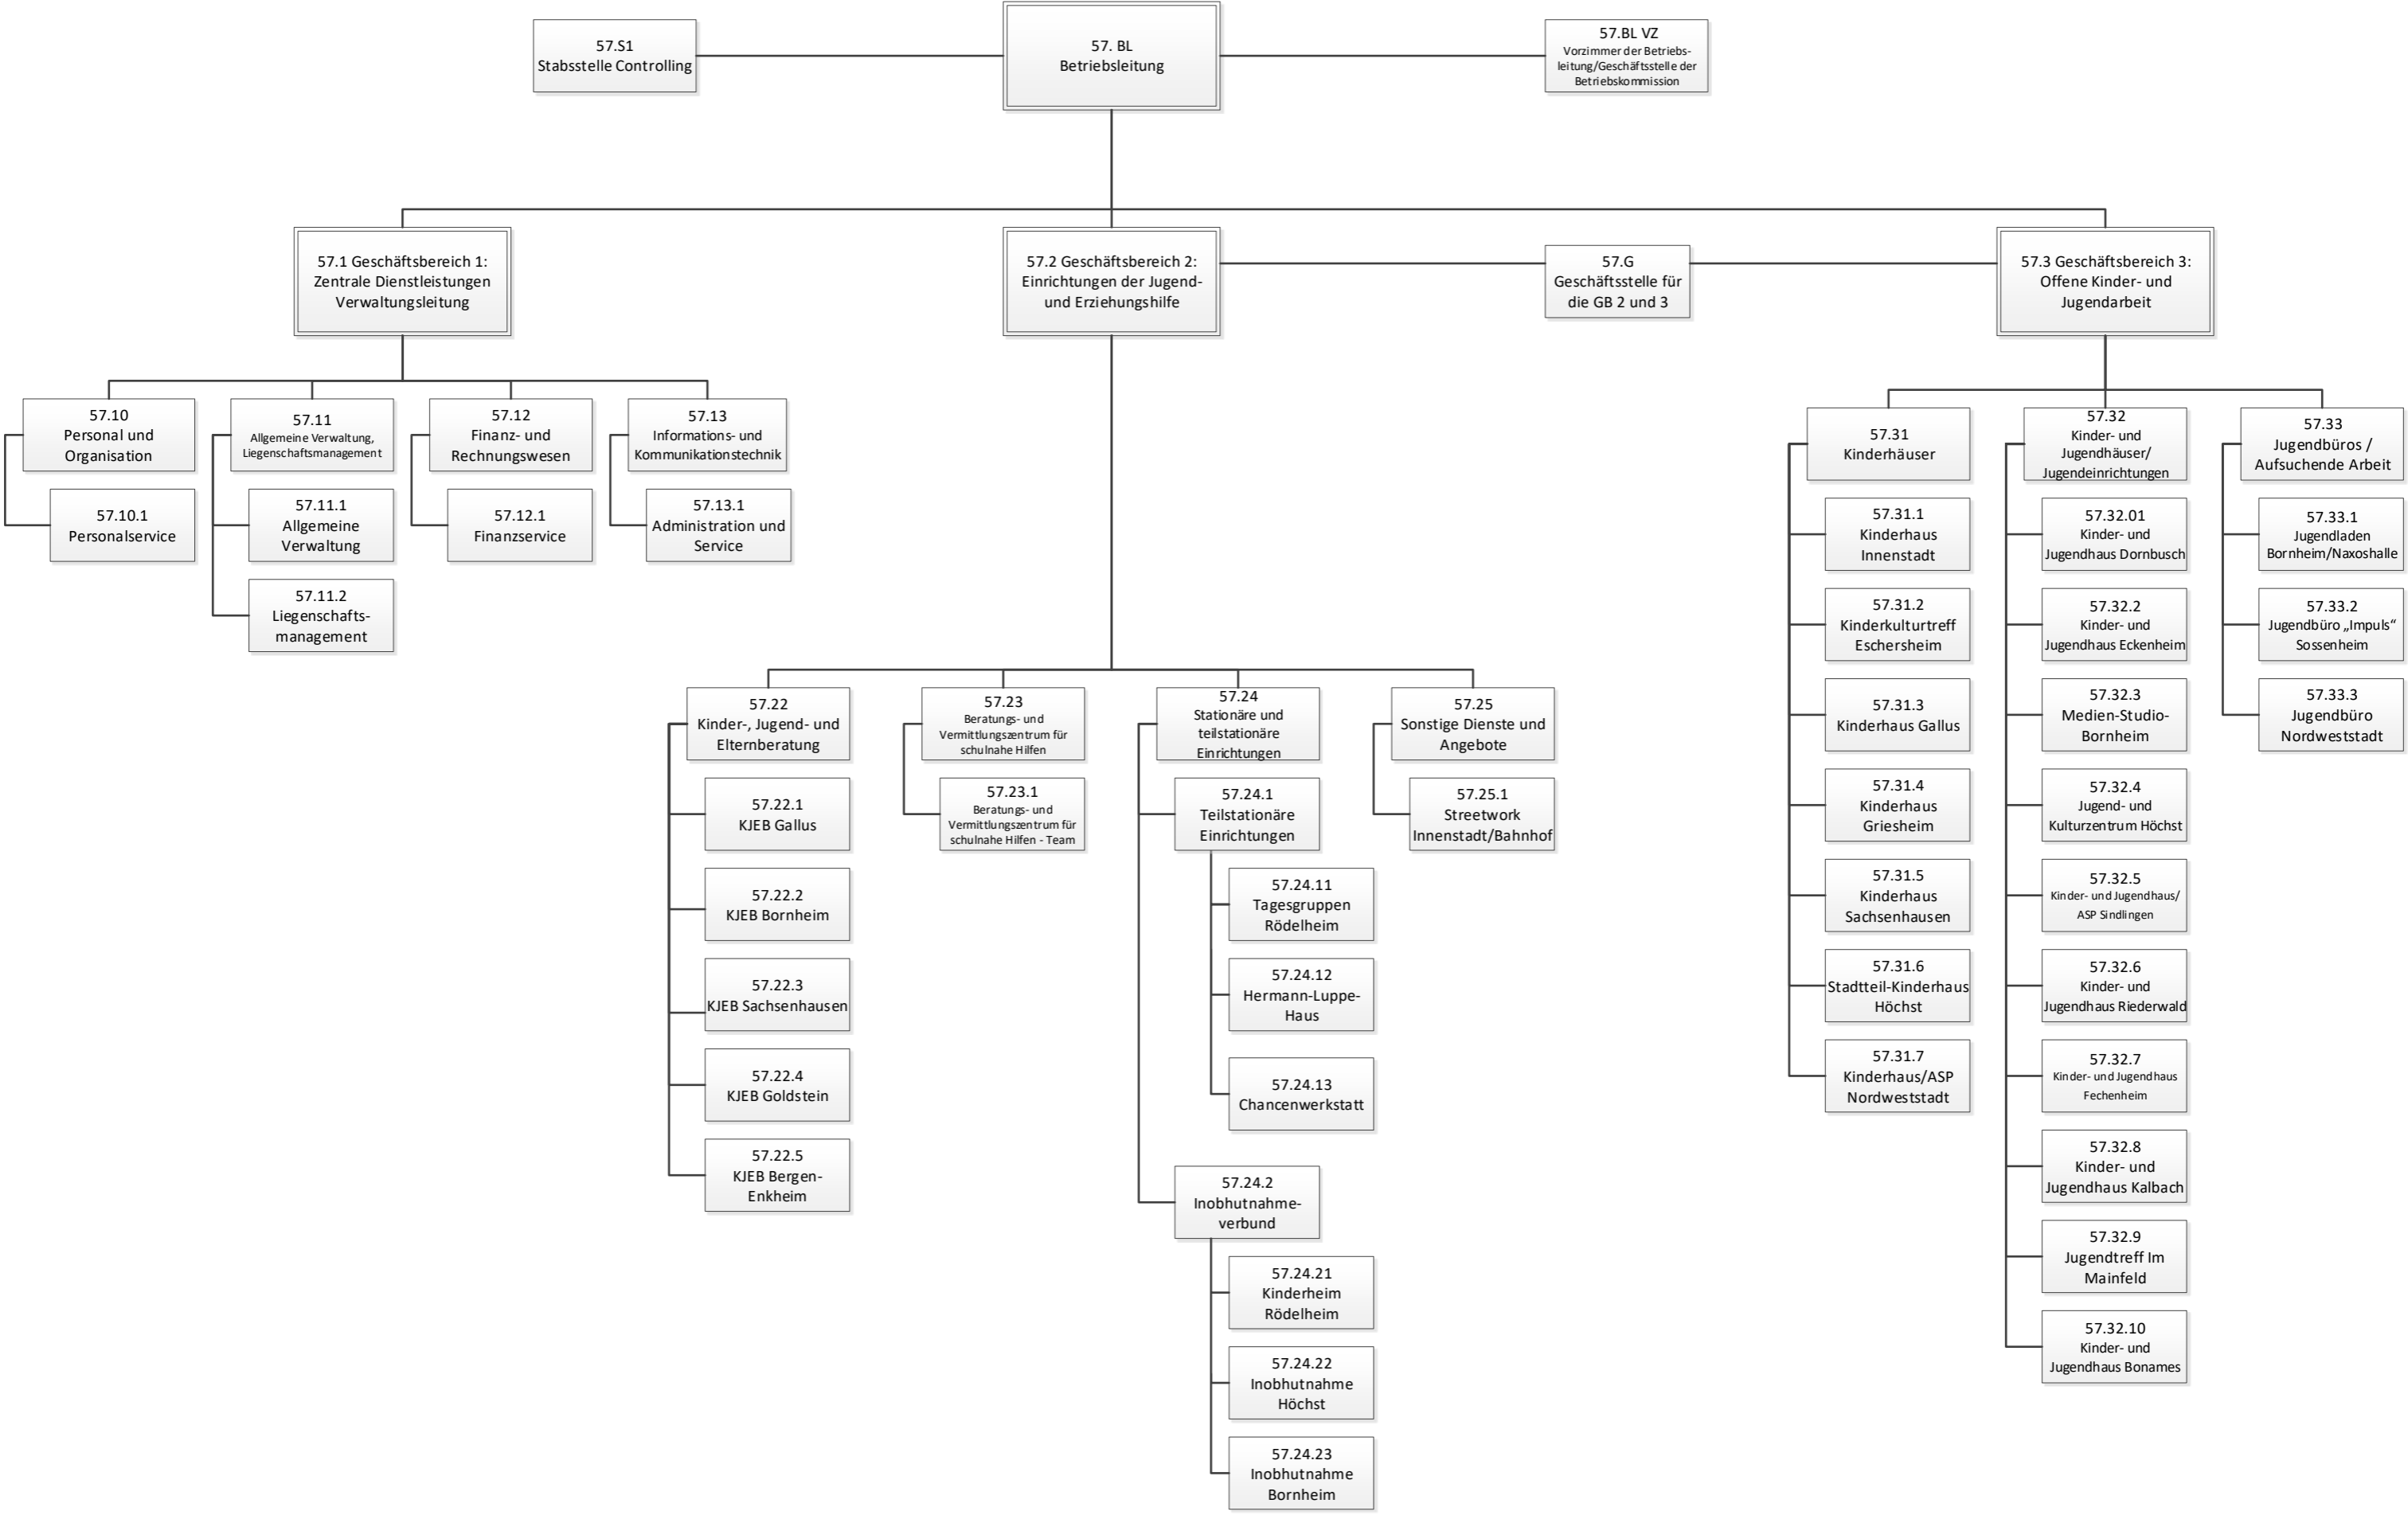 57.S1
Stabsstelle Controlling
57. BL
Betriebsleitung
57.BL VZ
Vorzimmer der Betriebs-
leitung/Geschäftsstelle der
Betriebskommission
57.1 Geschäftsbereich 1:
Zentrale Dienstleistungen
Verwaltungsleitung
57.2 Geschäftsbereich 2:
Einrichtungen der Jugend-
und Erziehungshilfe
57.G
Geschäftsstelle für
die GB 2 und 3
57.3 Geschäftsbereich 3:
Offene Kinder- und
Jugendarbeit
57.10
Personal und
Organisation
57.10.1
Personalservice
57.11
Allgemeine Verwaltung,
Liegenschaftsmanagement
57.11.1
Allgemeine
Verwaltung
57.11.2
Liegenschafts-
management
57.12
Finanz- und
Rechnungswesen
57.12.1
Finanzservice
57.13
Informations- und
Kommunikationstechnik
57.13.1
Administration und
Service
57.22
Kinder-, Jugend- und
Elternberatung
57.22.1
KJEB Gallus
57.22.2
KJEB Bornheim
57.22.3
KJEB Sachsenhausen
57.22.4
KJEB Goldstein
57.22.5
KJEB Bergen-
Enkheim
57.23
Beratungs- und
Vermittlungszentrum für
schulnahe Hilfen
57.23.1
Beratungs- und
Vermittlungszentrum für
schulnahe Hilfen - Team
57.24
Stationäre und
teilstationäre
Einrichtungen
57.24.1
Teilstationäre
Einrichtungen
57.24.11
Tagesgruppen
Rödelheim
57.24.12
Hermann-Luppe-
Haus
57.24.13
Chancenwerkstatt
57.24.2
Inobhutnahme-
verbund
57.24.21
Kinderheim
Rödelheim
57.24.22
Inobhutnahme
Höchst
57.24.23
Inobhutnahme
Bornheim
57.25
Sonstige Dienste und
Angebote
57.25.1
Streetwork
Innenstadt/Bahnhof
57.31
Kinderhäuser
57.31.1
Kinderhaus
Innenstadt
57.31.2
Kinderkulturtreff
Eschersheim
57.31.3
Kinderhaus Gallus
57.31.4
Kinderhaus
Griesheim
57.31.5
Kinderhaus
Sachsenhausen
57.31.6
Stadtteil-Kinderhaus
Höchst
57.31.7
Kinderhaus/ASP
Nordweststadt
57.32
Kinder- und
Jugendhäuser/
Jugendeinrichtungen
57.32.01
Kinder- und
Jugendhaus Dornbusch
57.32.2
Kinder- und
Jugendhaus Eckenheim
57.32.3
Medien-Studio-
Bornheim
57.32.4
Jugend- und
Kulturzentrum Höchst
57.32.5
Kinder- und Jugendhaus/
ASP Sindlingen
57.32.6
Kinder- und
Jugendhaus Riederwald
57.32.7
Kinder- und Jugendhaus
Fechenheim
57.32.8
Kinder- und
Jugendhaus Kalbach
57.32.9
Jugendtreff Im
Mainfeld
57.32.10
Kinder- und
Jugendhaus Bonames
57.33
Jugendbüros /
Aufsuchende Arbeit
57.33.1
Jugendladen
Bornheim/Naxoshalle
57.33.2
Jugendbüro „Impuls“
Sossenheim
57.33.3
Jugendbüro
Nordweststadt